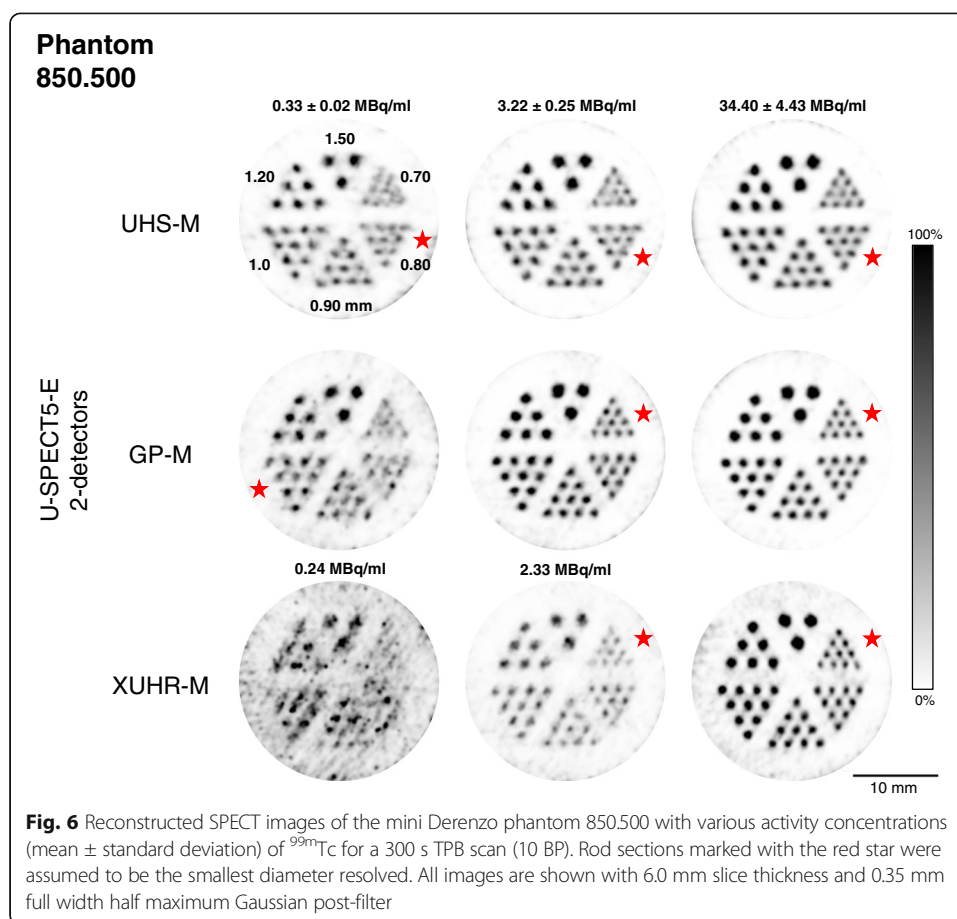 Phantom
850.500
0.33 ± 0.02 MBq/ml
3.22 ± 0.25 MBq/ml
34.40 ± 4.43 MBq/ml
1.50
1.20
0.70
UHS-M
1.0
0.80
0.90 mm
100%
U-SPECT5-E
2-detectors
GP-M
0.24 MBq/ml
2.33 MBq/ml
XUHR-M
0%
10 mm
Fig. 6 Reconstructed SPECT images of the mini Derenzo phantom 850.500 with various activity concentrations
(mean ± standard deviation) of ⁹⁹ᵐTc for a 300 s TPB scan (10 BP). Rod sections marked with the red star were
assumed to be the smallest diameter resolved. All images are shown with 6.0 mm slice thickness and 0.35 mm
full width half maximum Gaussian post-filter